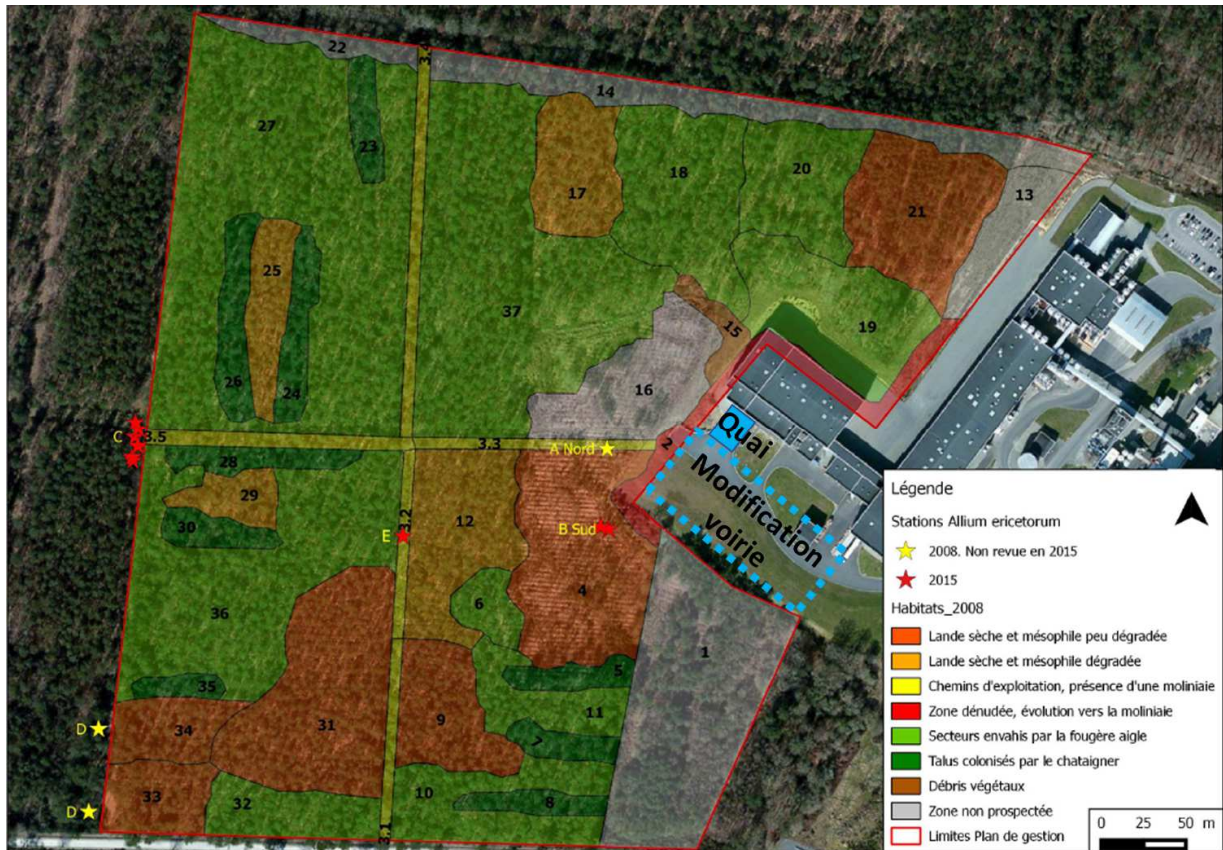 22
3.4
14
27
23
17
18
20
21
13
25
37
15
19
26
24
16
C
3.5
3.3
A Nord
2
Quai
Modification
voirie
28
29
30
3.2
E
12
B Sud
4
6
36
1
5
35
D
34
31
9
11
7
33
32
10
8
D
3.1
Légende
Stations Allium ericetorum
2008. Non revue en 2015
2015
Habitats_2008
Lande sèche et mésophile peu dégradée
Lande sèche et mésophile dégradée
Chemins d'exploitation, présence d'une moliniaie
Zone dénudée, évolution vers la moliniaie
Secteurs envahis par la fougère aigle
Talus colonisés par le chataigner
Débris végétaux
Zone non prospectée
Limites Plan de gestion
0 25 50 m